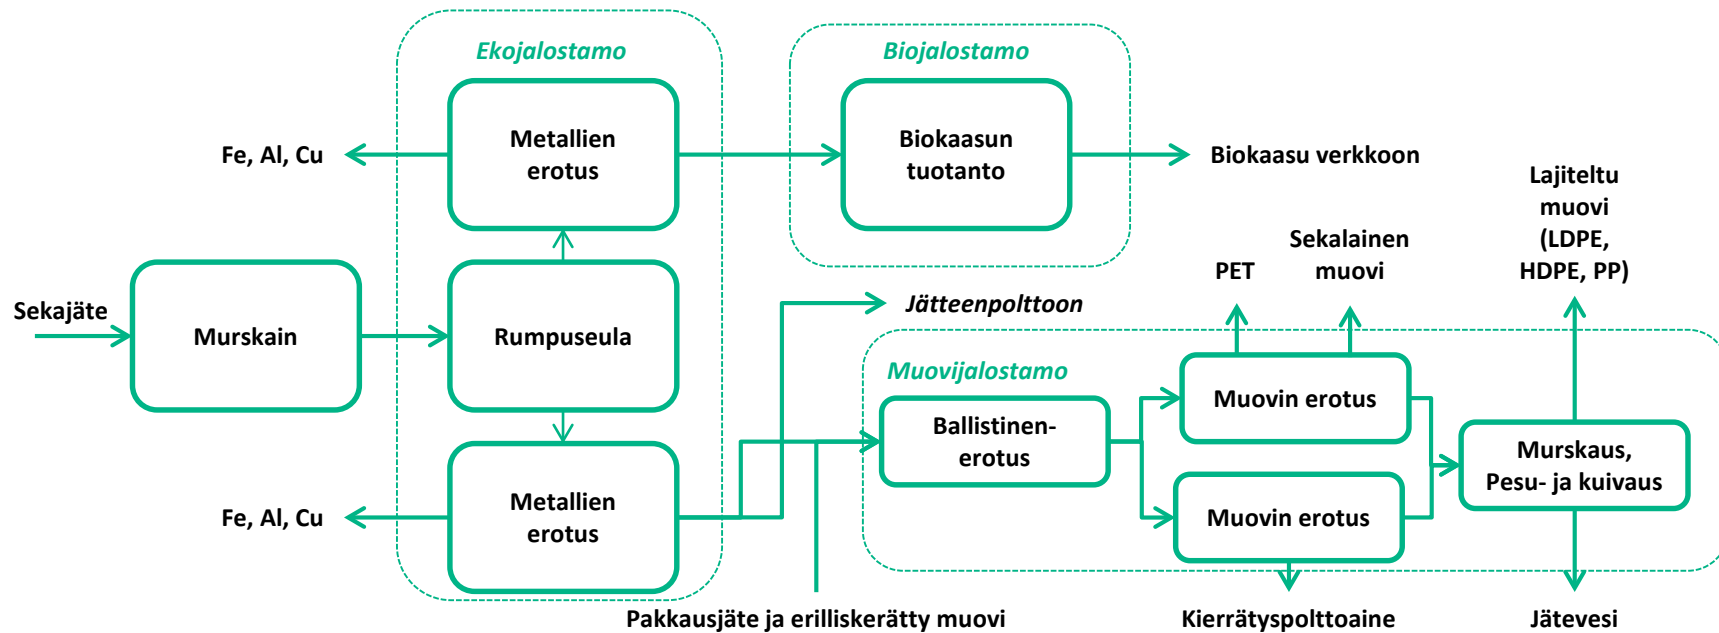 Ekojalostamo
Biojalostamo
Metallien
erotus
Fe, Al, Cu
Biokaasun
tuotanto
Biokaasu verkkoon
Lajiteltu
muovi
(LDPE,
HDPE, PP)
Sekalainen
muovi
PET
Sekajäte
Murskain
Rumpuseula
Jätteenpolttoon
Muovijalostamo
Ballistinen-
erotus
Muovin erotus
Murskaus,
Pesu- ja kuivaus
Metallien
erotus
Fe, Al, Cu
Muovin erotus
Pakkausjäte ja erilliskerätty muovi
Kierrätyspolttoaine
Jätevesi